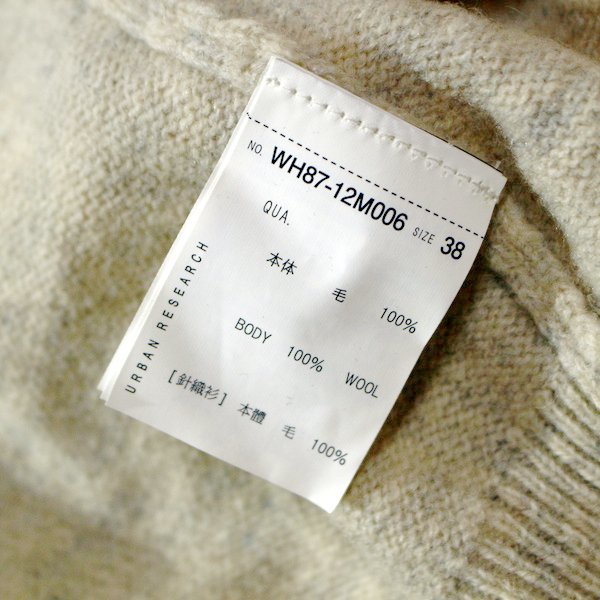 NO. WH87-12M006 SIZE 38
QUA.
本体 毛 100%
BODY 100% WOOL
[針織衫] 本體 毛 100%
URBAN RESEARCH